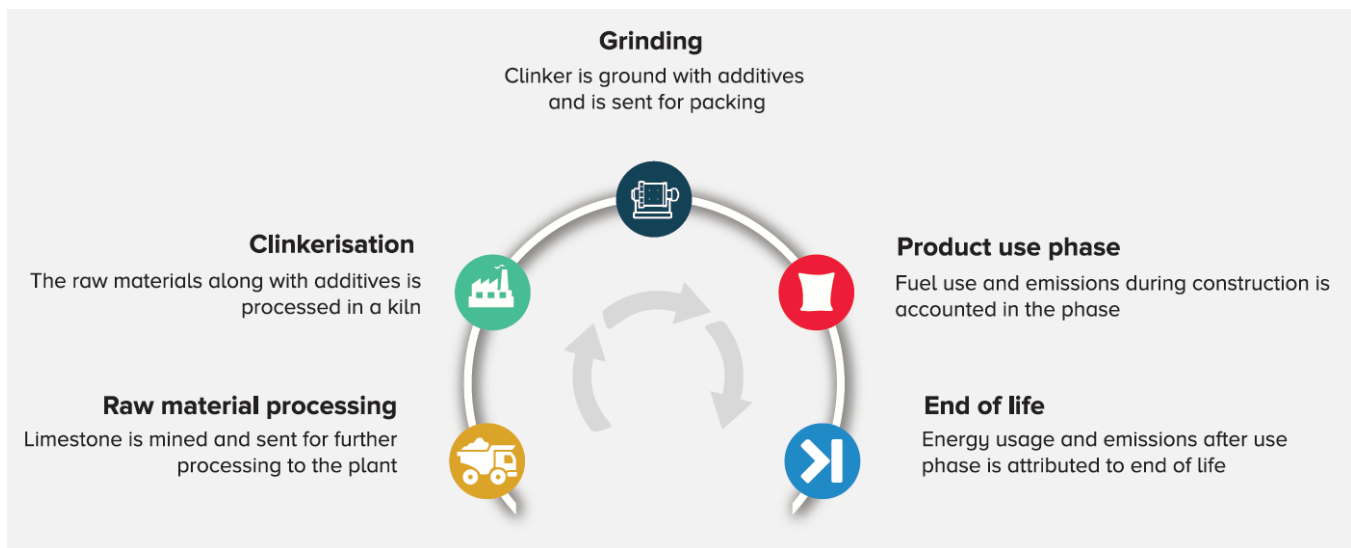 Grinding
Clinker is ground with additives
and is sent for packing
Clinkerisation
The raw materials along with additives is
processed in a kiln
Product use phase
Fuel use and emissions during construction is
accounted in the phase
Raw material processing
Limestone is mined and sent for further
processing to the plant
End of life
Energy usage and emissions after use
phase is attributed to end of life